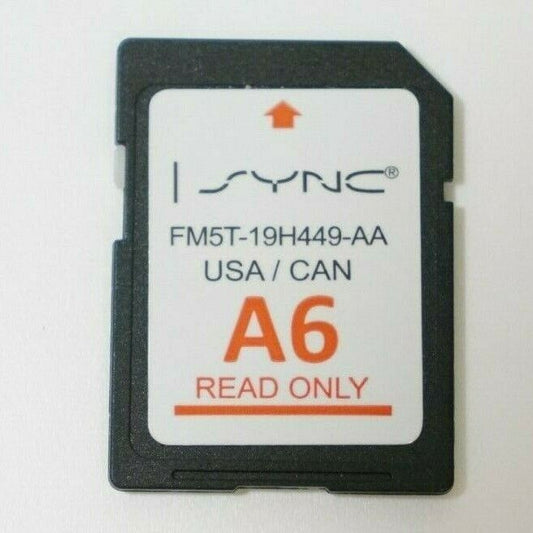 SYNC®
FM5T-19H449-AA
USA / CAN
A6
READ ONLY